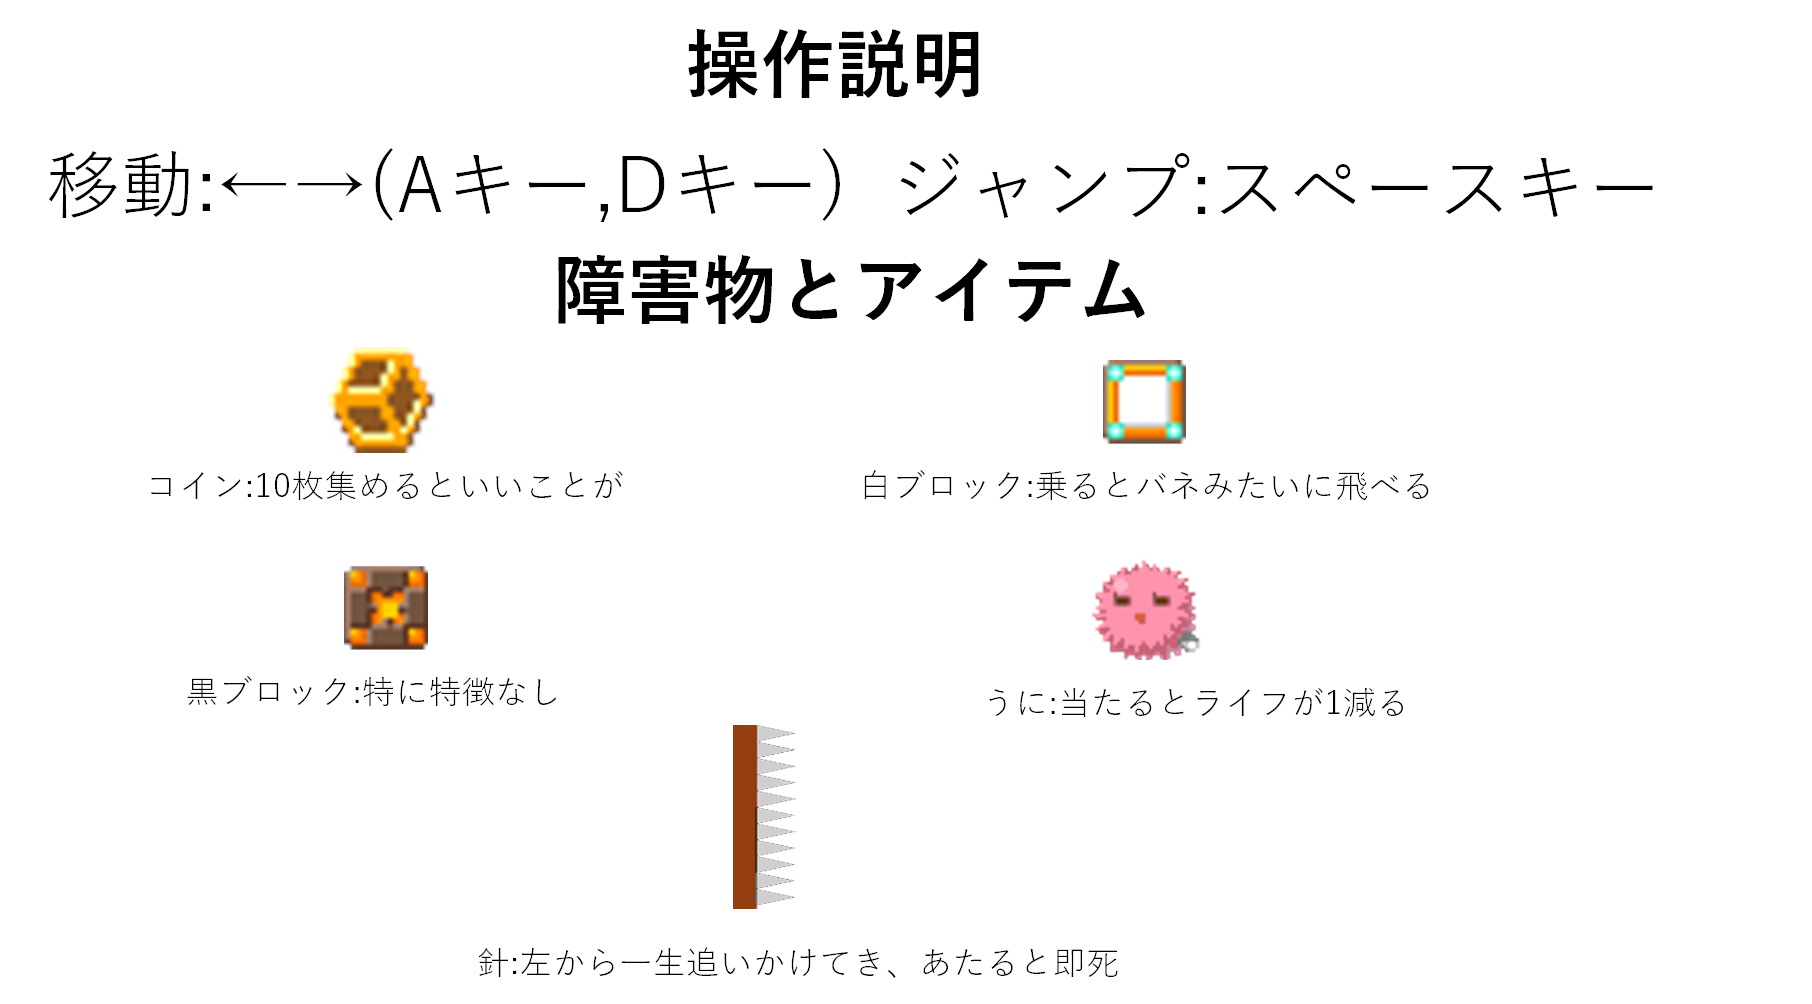 操作説明
移動:←→(Aキー,Dキー) ジャンプ:スペースキー
障害物とアイテム
コイン:10枚集めるといいことが
白ブロック:乗るとバネみたいに飛べる
黒ブロック:特に特徴なし
うに:当たるとライフが1減る
針:左から一生追いかけてき、あたると即死